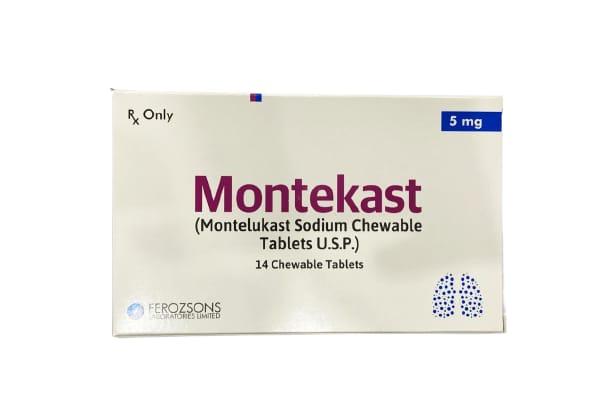 Rx Only
5 mg
Montekast
(Montelukast Sodium Chewable
Tablets U.S.P.)
14 Chewable Tablets
FEROZSONS
LABORATORIES LIMITED